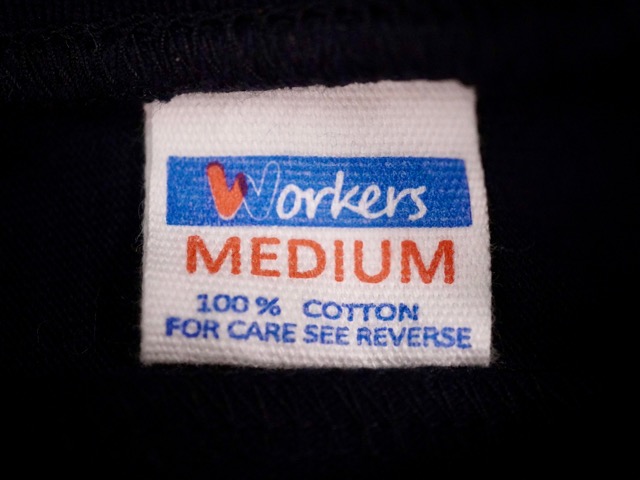 Workers
MEDIUM
100% COTTON
FOR CARE SEE REVERSE